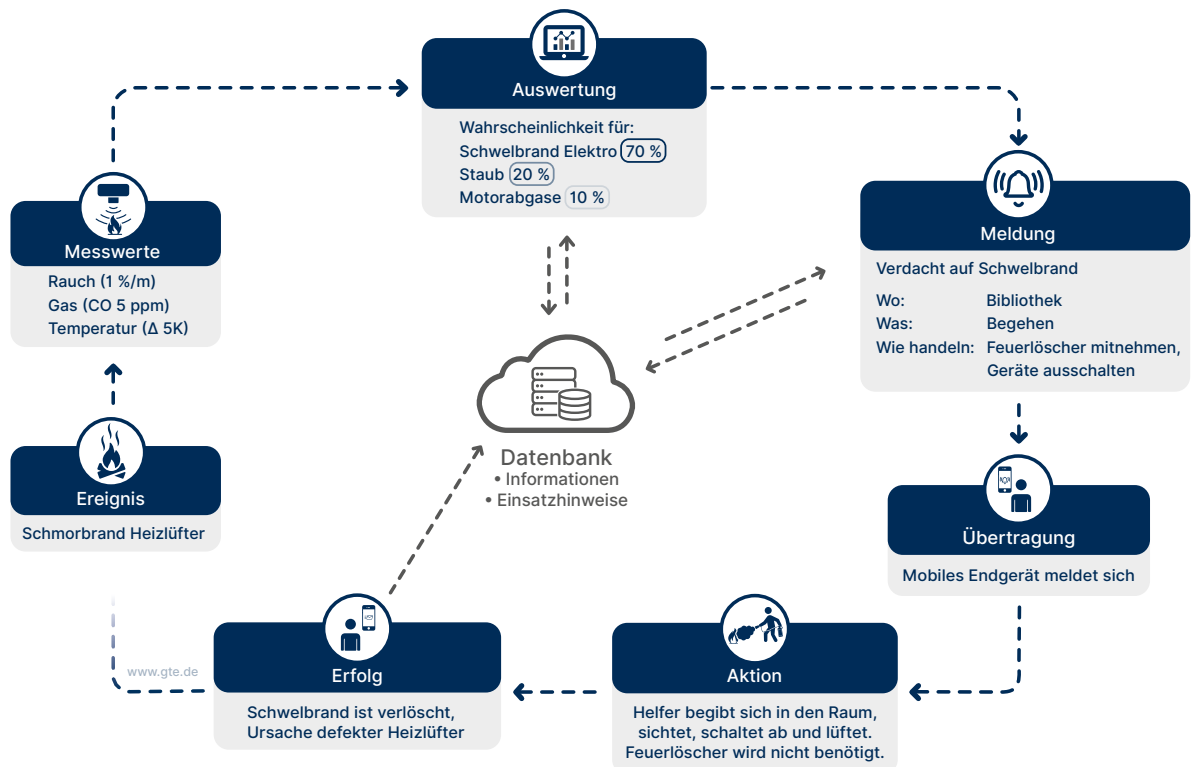 Auswertung
Wahrscheinlichkeit für:
Schwelbrand Elektro 70 %
Staub 20 %
Motorabgase 10 %
Messwerte
Rauch (1 %/m)
Gas (CO 5 ppm)
Temperatur (Δ 5K)
Meldung
Verdacht auf Schwelbrand
Wo: Bibliothek
Was: Begehen
Wie handeln: Feuerlöscher mitnehmen,
Geräte ausschalten
Ereignis
Schmorbrand Heizlüfter
Datenbank
• Informationen
• Einsatzhinweise
Übertragung
Mobiles Endgerät meldet sich
www.gte.de
Erfolg
Schwelbrand ist verlöscht,
Ursache defekter Heizlüfter
Aktion
Helfer begibt sich in den Raum,
sichtet, schaltet ab und lüftet.
Feuerlöscher wird nicht benötigt.